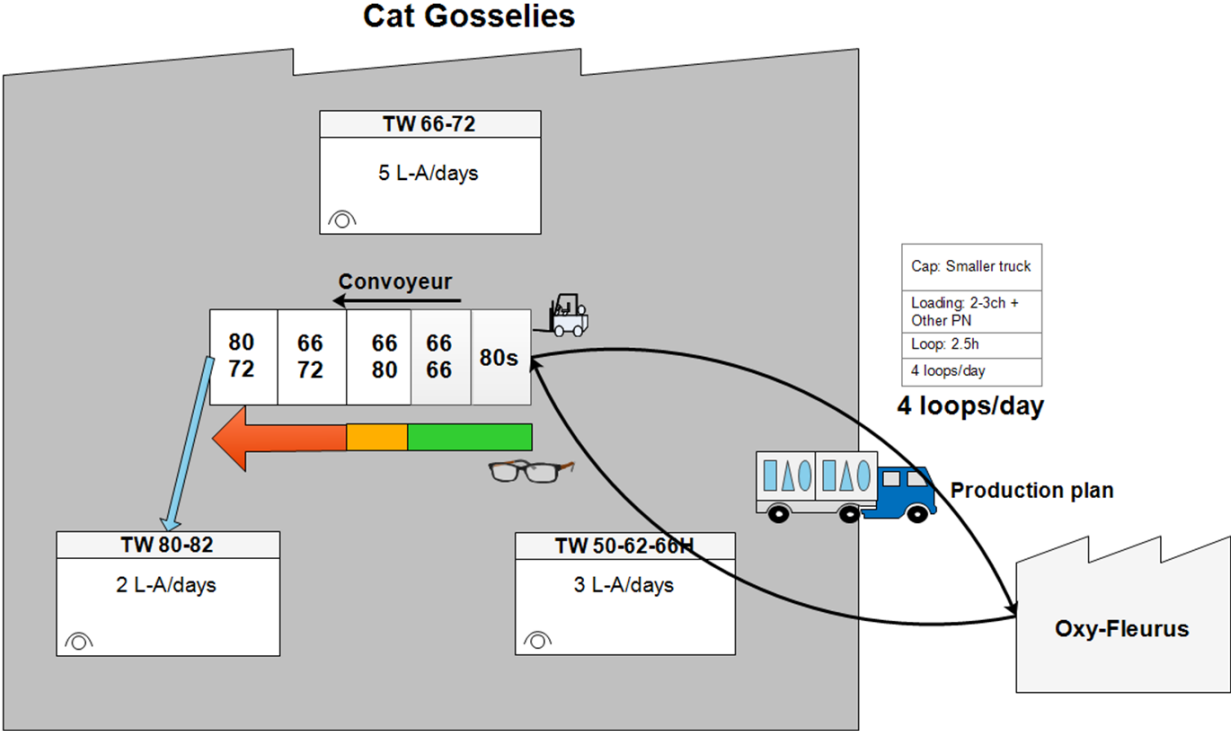 Cat Gosselies
TW 66-72
5 L-A/days
Convoyeur
80 66 66 66 80s
72 72 80 66
Cap: Smaller truck
Loading: 2-3ch +
Other PN
Loop: 2.5h
4 loops/day
4 loops/day
Production plan
TW 80-82
2 L-A/days
TW 50-62-66H
3 L-A/days
Oxy-Fleurus